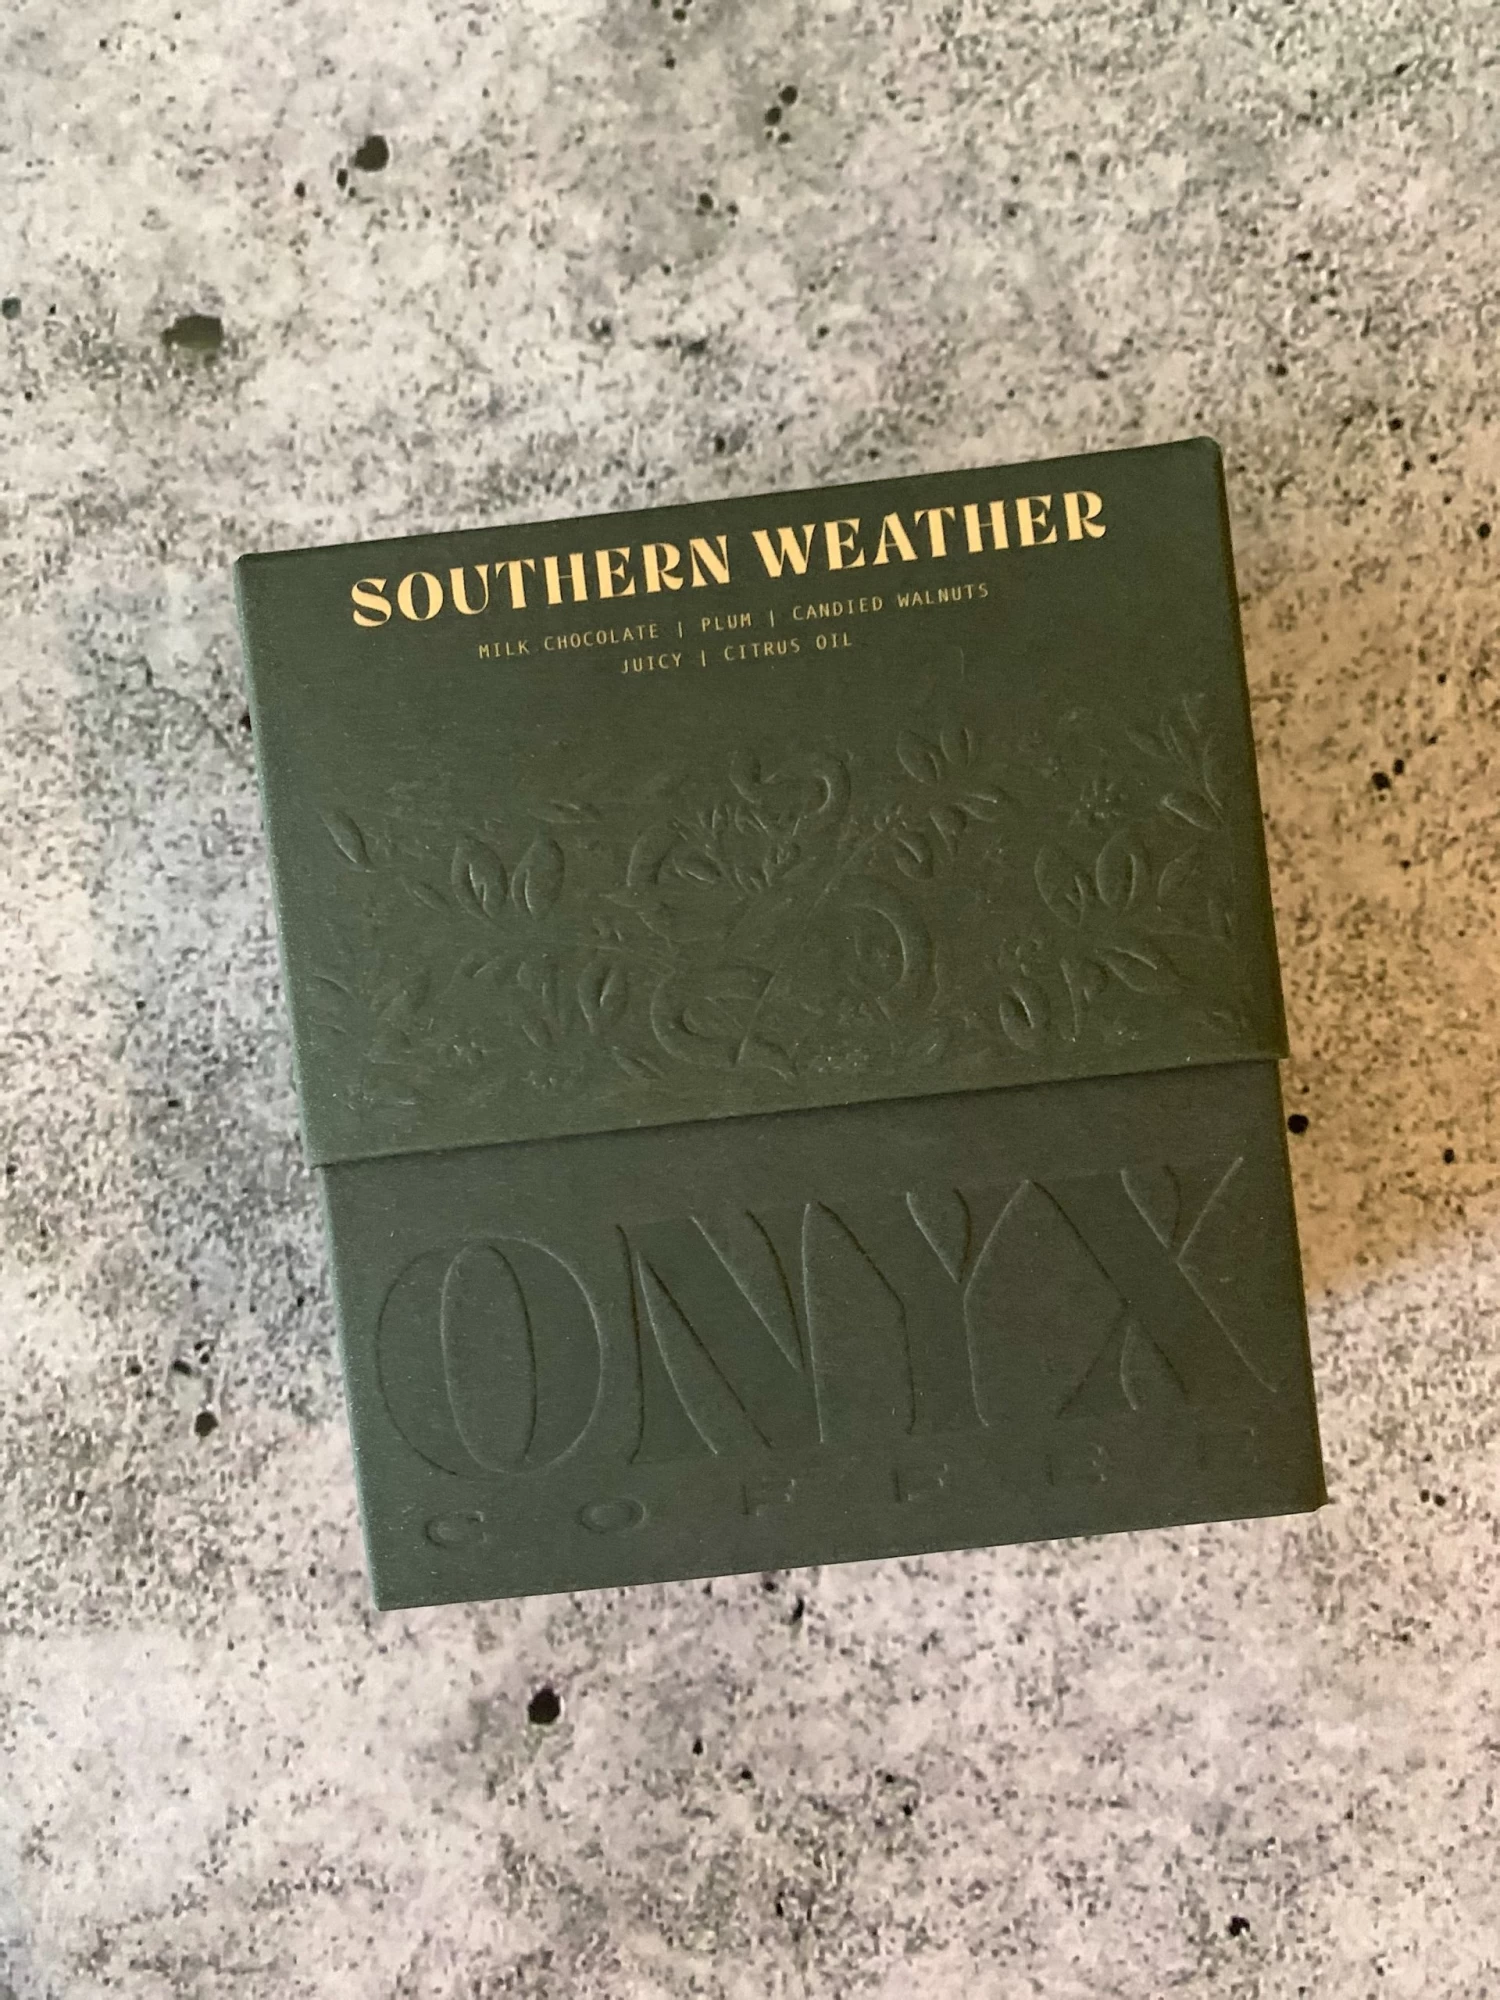 SOUTHERN WEATHER
MILK CHOCOLATE | PLUM | CANDIED WALNUTS
JUICY | CITRUS OIL
ONYX
COFFEE